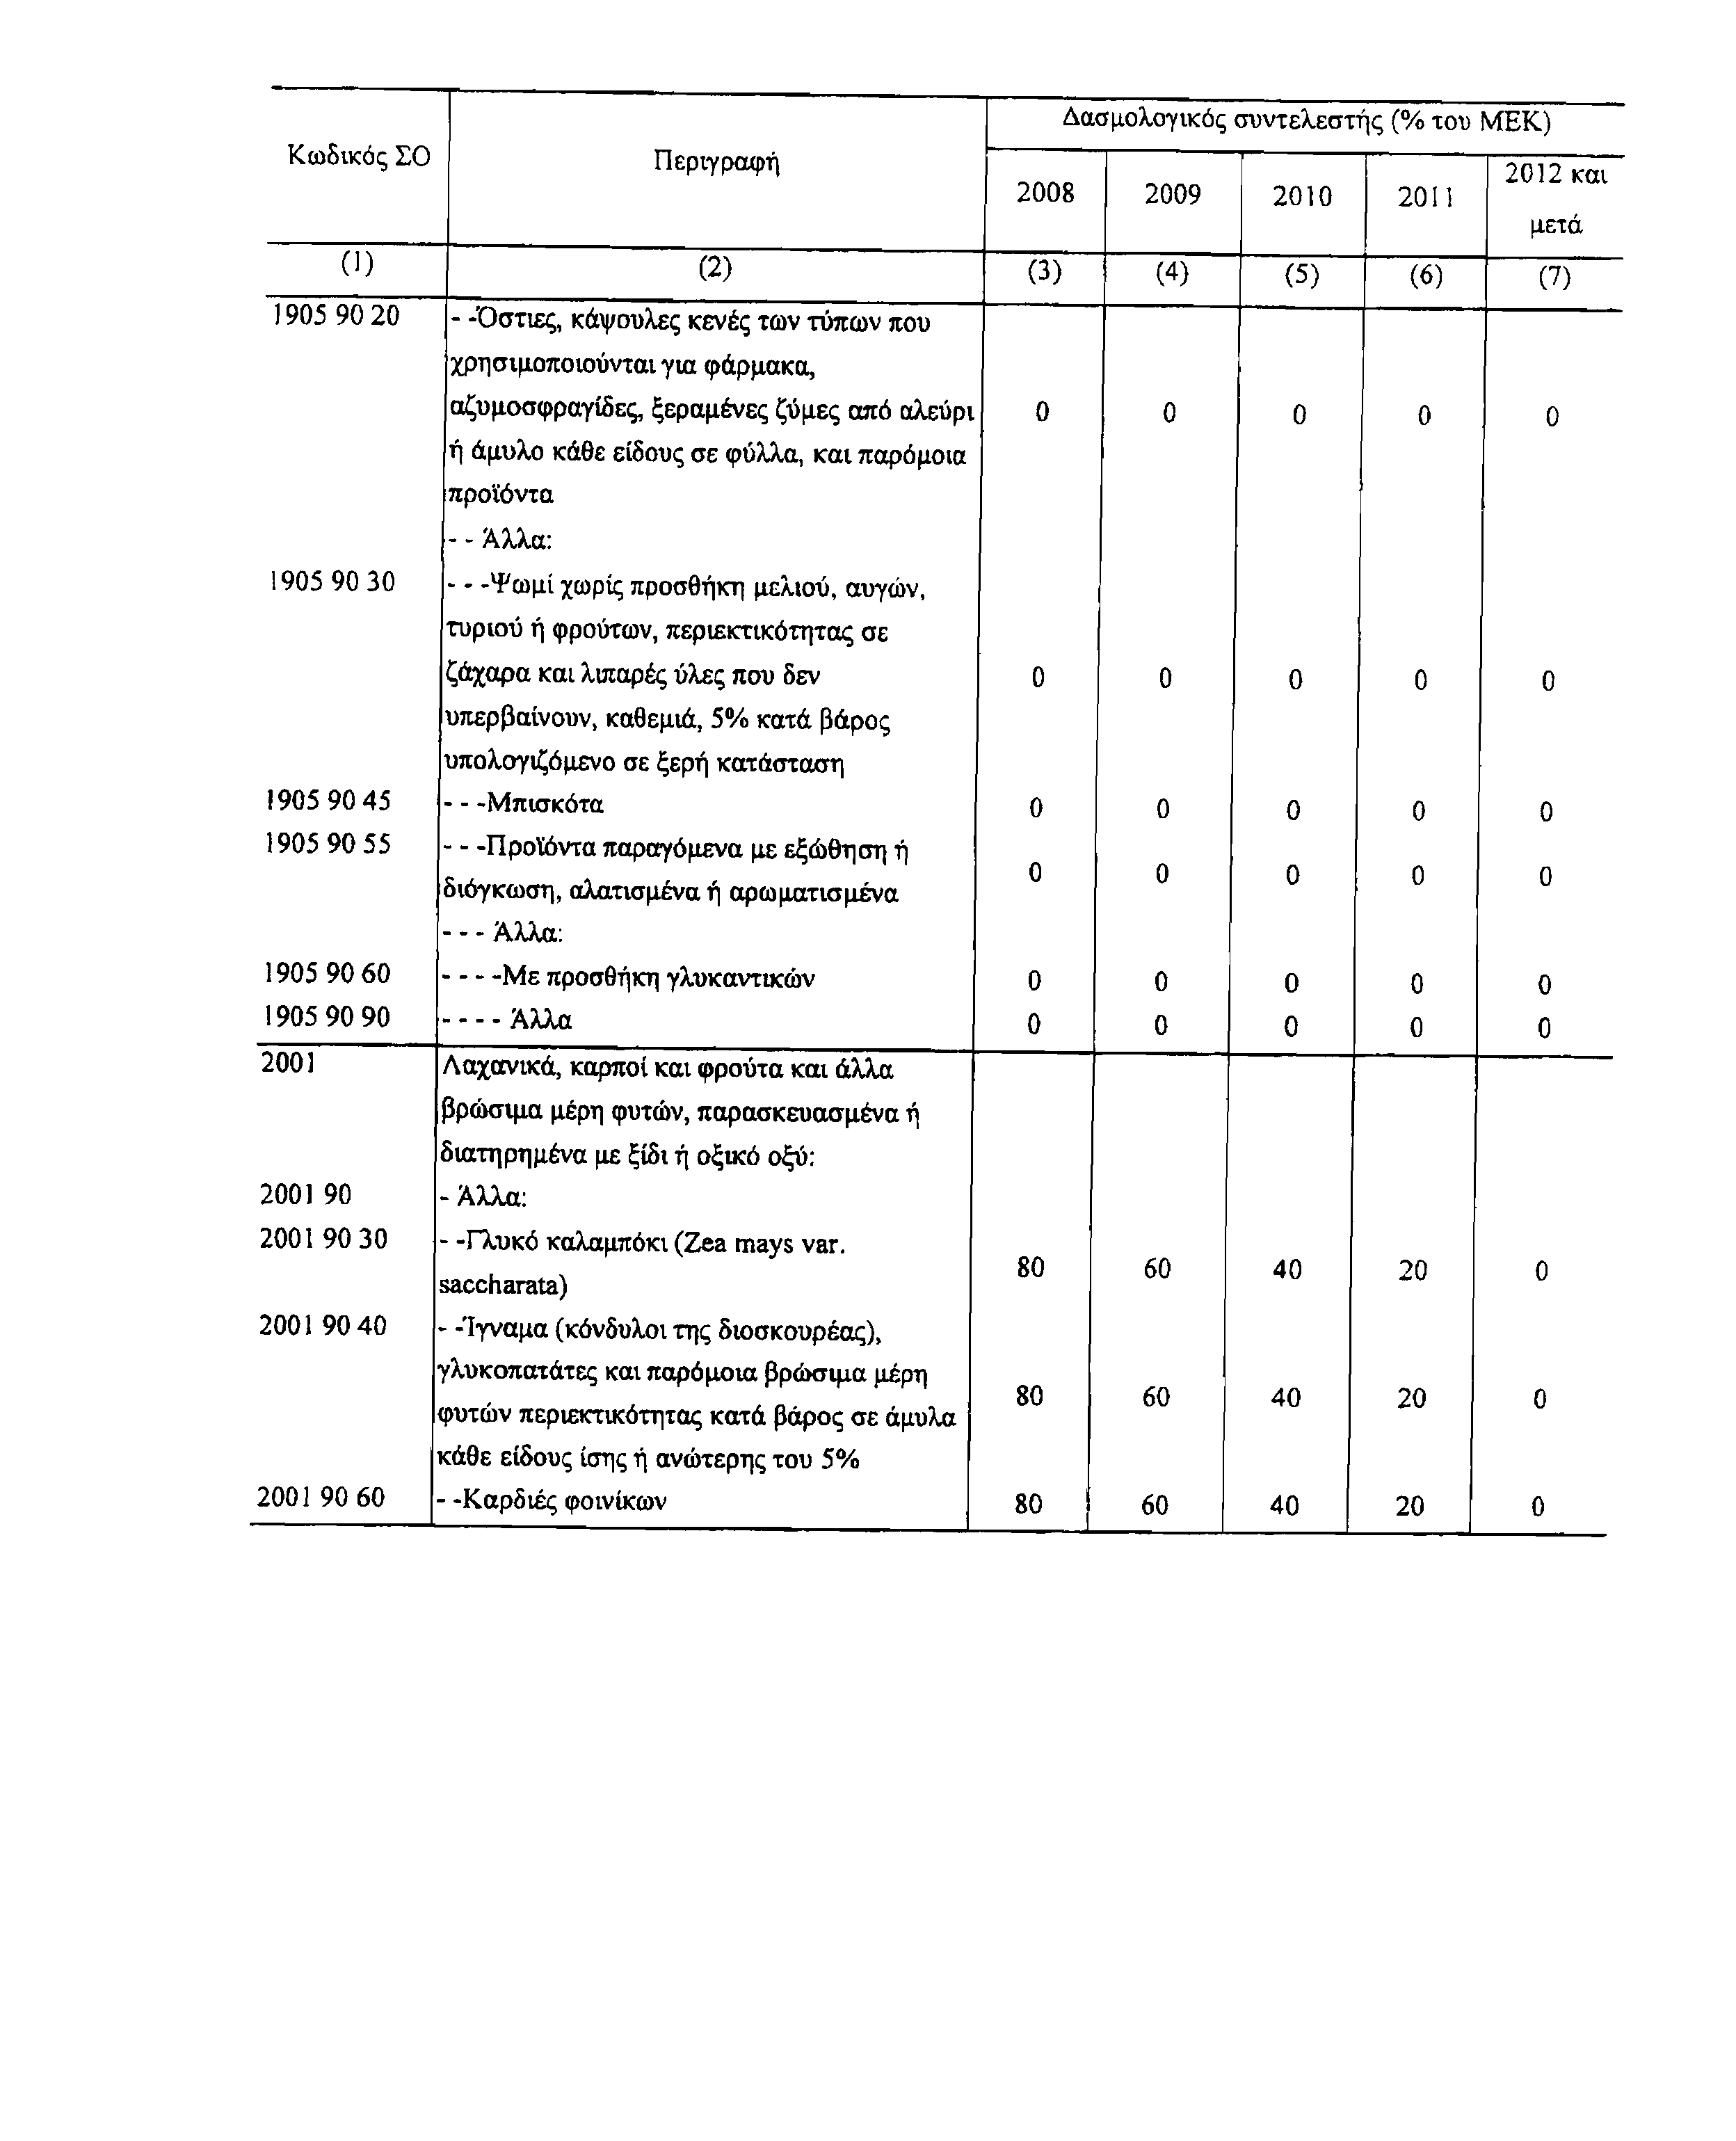 Δασμολογικός συντελεστής (% του ΜΕΚ)
Κωδικός ΣΟ Περιγραφή 2008 2009 2010 2011 2012 και μετά
(1) (2) (3) (4) (5) (6) (7)
1905 90 20 - -Όστιες, κάψουλες κενές των τύπων που
χρησιμοποιούνται για φάρμακα,
αζυμοσφραγίδες, ξεραμένες ζύμες από αλεύρι 0 0 0 0 0
ή άμυλο κάθε είδους σε φύλλα, και παρόμοια
προϊόντα
- - Άλλα:
1905 90 30 - - -Ψωμί χωρίς προσθήκη μελιού, αυγών,
τυριού ή φρούτων, περιεκτικότητας σε
ζάχαρα και λιπαρές ύλες που δεν 0 0 0 0 0
υπερβαίνουν, καθεμιά, 5% κατά βάρος
υπολογιζόμενο σε ξερή κατάσταση
1905 90 45 - - -Μπισκότα 0 0 0 0 0
1905 90 55 - - -Προϊόντα παραγόμενα με εξώθηση ή
διόγκωση, αλατισμένα ή αρωματισμένα 0 0 0 0 0
- - - Άλλα:
1905 90 60 - - - -Με προσθήκη γλυκαντικών 0 0 0 0 0
1905 90 90 - - - - Άλλα 0 0 0 0 0
2001 Λαχανικά, καρποί και φρούτα και άλλα
βρώσιμα μέρη φυτών, παρασκευασμένα ή
διατηρημένα με ξίδι ή οξικό οξύ:
2001 90 - Άλλα:
2001 90 30 - -Γλυκό καλαμπόκι (Zea mays var.
saccharata) 80 60 40 20 0
2001 90 40 - -Ίγναμα (κόνδυλοι της διοσκουρέας),
γλυκοπατάτες και παρόμοια βρώσιμα μέρη
φυτών περιεκτικότητας κατά βάρος σε άμυλα 80 60 40 20 0
κάθε είδους ίσης ή ανώτερης του 5%
2001 90 60 - -Καρδιές φοινίκων 80 60 40 20 0